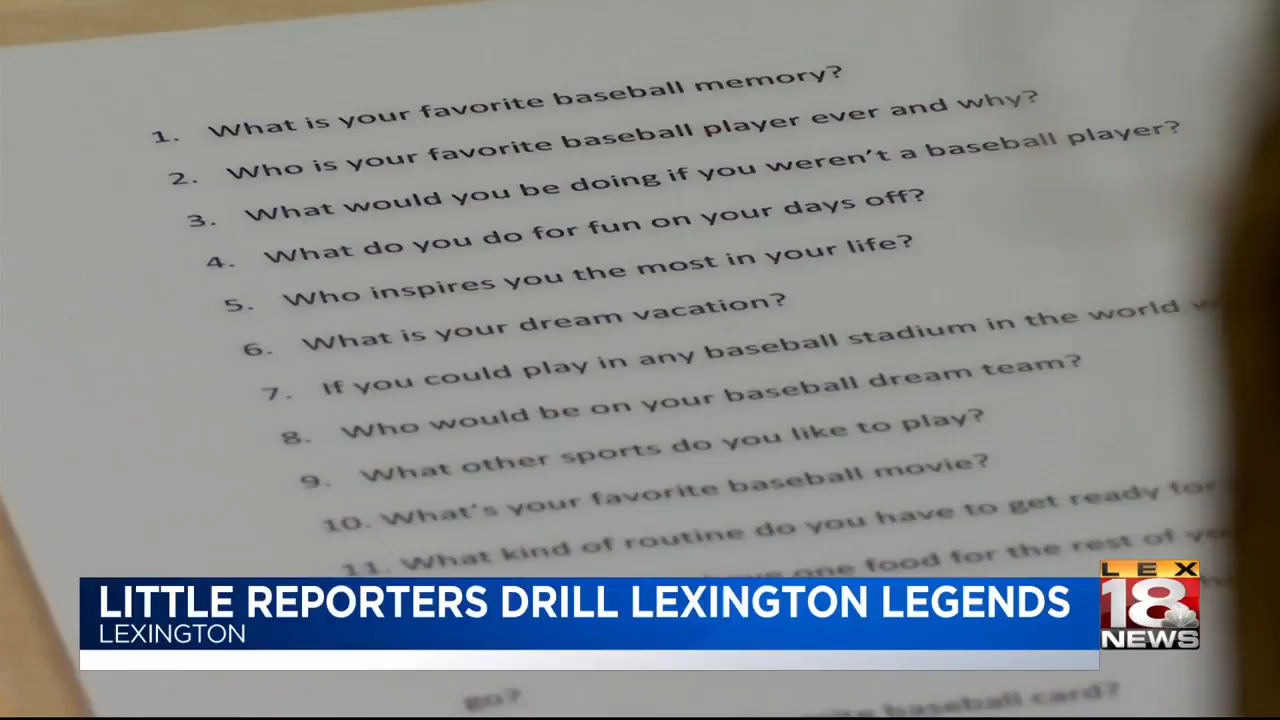 1. What is your favorite baseball memory?
2. Who is your favorite baseball player ever and why?
3. What would you be doing if you weren't a baseball player?
4. What do you do for fun on your days off?
5. Who inspires you the most in your life?
6. What is your dream vacation?
7. If you could play in any baseball stadium in the world
8. Who would be on your baseball dream team?
9. What other sports do you like to play?
10. What's your favorite baseball movie?
11. What kind of routine do you have to get ready for
one food for the rest of
LITTLE REPORTERS DRILL LEXINGTON LEGENDS
LEXINGTON
LEX
18
NEWS
go?
baseball card?